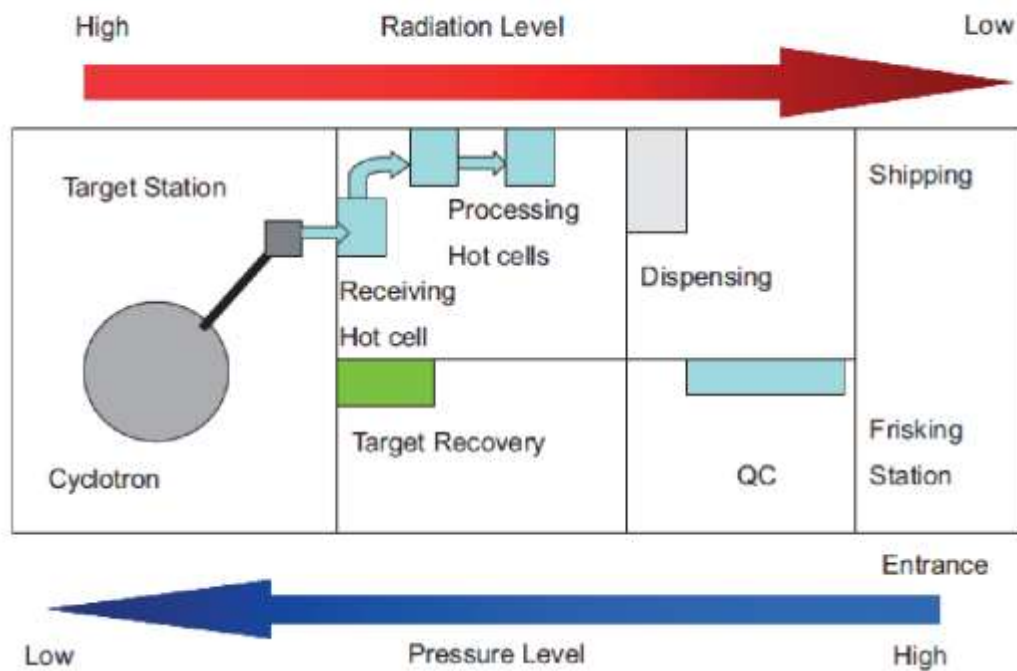 High
Radiation Level
Low
Target Station
Cyclotron
Receiving
Hot cell
Processing
Hot cells
Target Recovery
Dispensing
QC
Shipping
Frisking
Station
Entrance
Low
Pressure Level
High